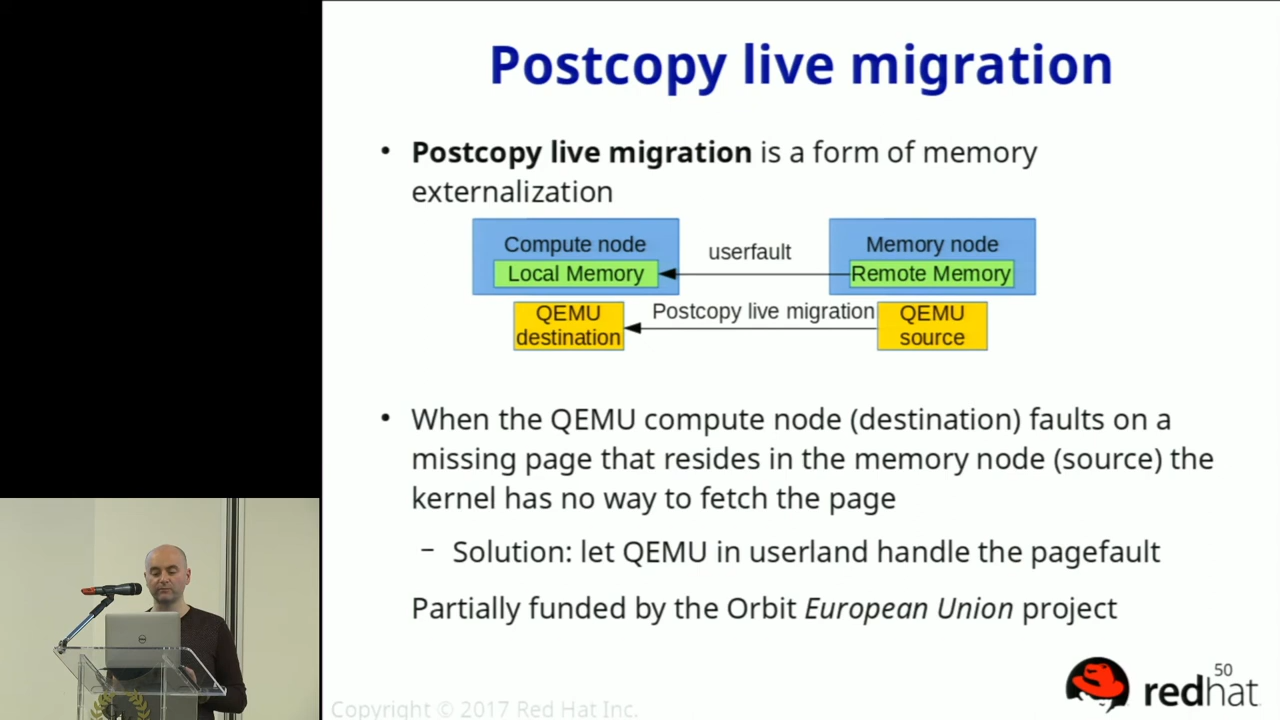 Postcopy live migration
• Postcopy live migration is a form of memory
externalization
Compute node
Local Memory
userfault
Memory node
Remote Memory
QEMU
destination
Postcopy live migration
QEMU
source
• When the QEMU compute node (destination) faults on a
missing page that resides in the memory node (source) the
kernel has no way to fetch the page
– Solution: let QEMU in userland handle the pagefault
Partially funded by the Orbit European Union project
50
redhat.
Copyright © 2017 Red Hat Inc.